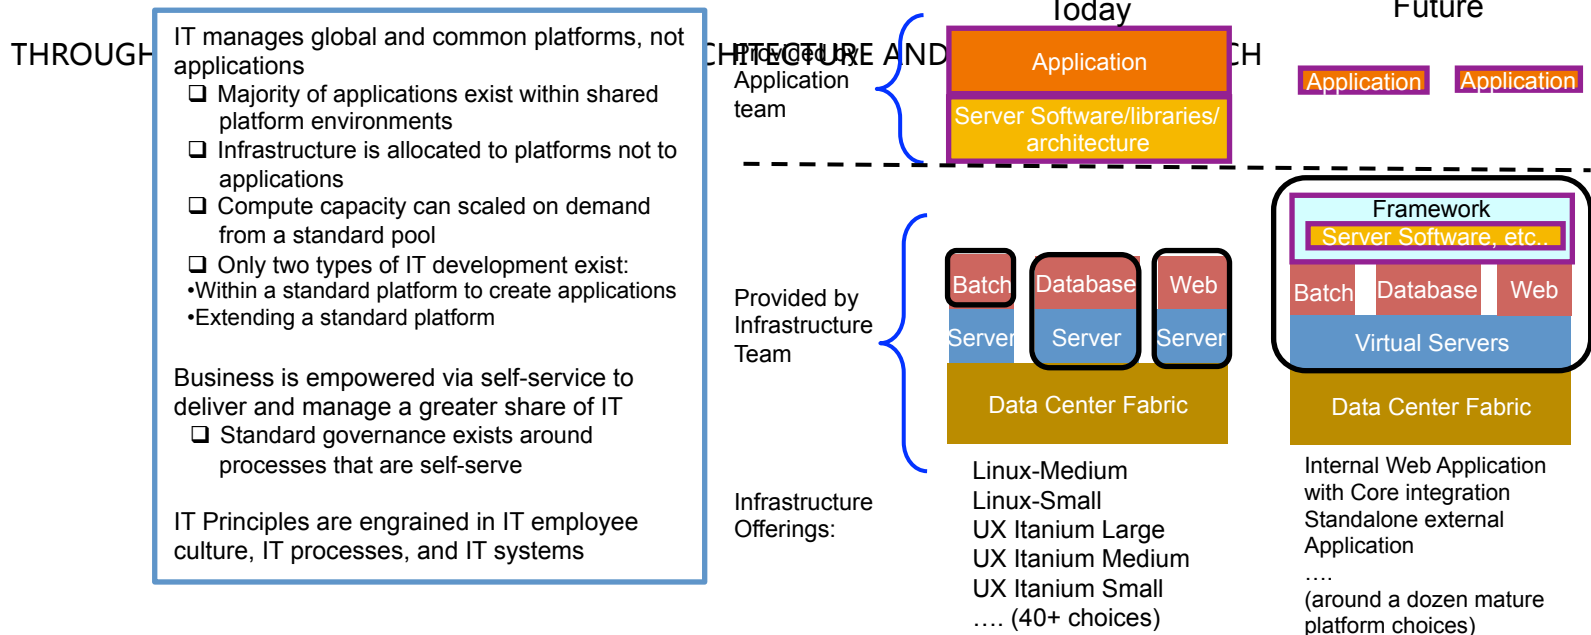 THROUGH
CHITECTURE AND
CH
IT manages global and common platforms, not
applications
❑ Majority of applications exist within shared
platform environments
❑ Infrastructure is allocated to platforms not to
applications
❑ Compute capacity can scaled on demand
from a standard pool
❑ Only two types of IT development exist:
•Within a standard platform to create applications
•Extending a standard platform
Business is empowered via self-service to
deliver and manage a greater share of IT
❑ Standard governance exists around
processes that are self-serve
IT Principles are engrained in IT employee
culture, IT processes, and IT systems
Provided by
Application
team
Provided by
Infrastructure
Team
Infrastructure
Offerings:
Today
Application
Server Software/libraries/
architecture
Batch
Database
Web
Server
Server
Server
Data Center Fabric
Linux-Medium
Linux-Small
UX Itanium Large
UX Itanium Medium
UX Itanium Small
…. (40+ choices)
Future
Application
Application
Framework
Server Software, etc..
Batch
Database
Web
Virtual Servers
Data Center Fabric
Internal Web Application
with Core integration
Standalone external
Application
….
(around a dozen mature
platform choices)